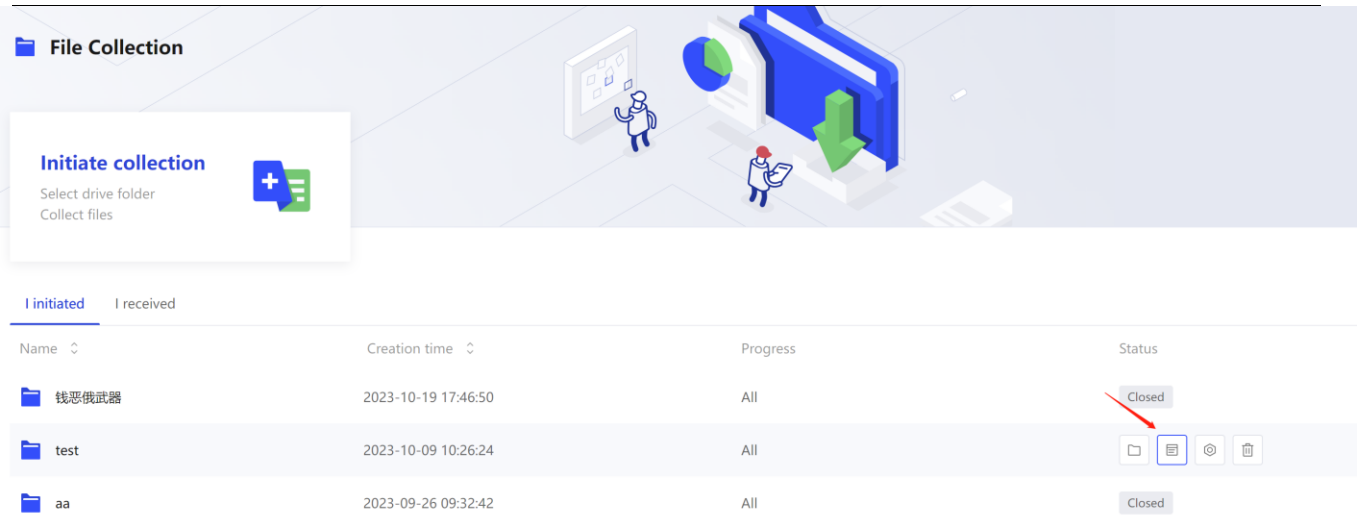 File Collection
Initiate collection
Select drive folder
Collect files
I initiated I received
Name Creation time Progress Status
钱恶俄武器 2023-10-19 17:46:50 All Closed
test 2023-10-09 10:26:24 All
aa 2023-09-26 09:32:42 All Closed